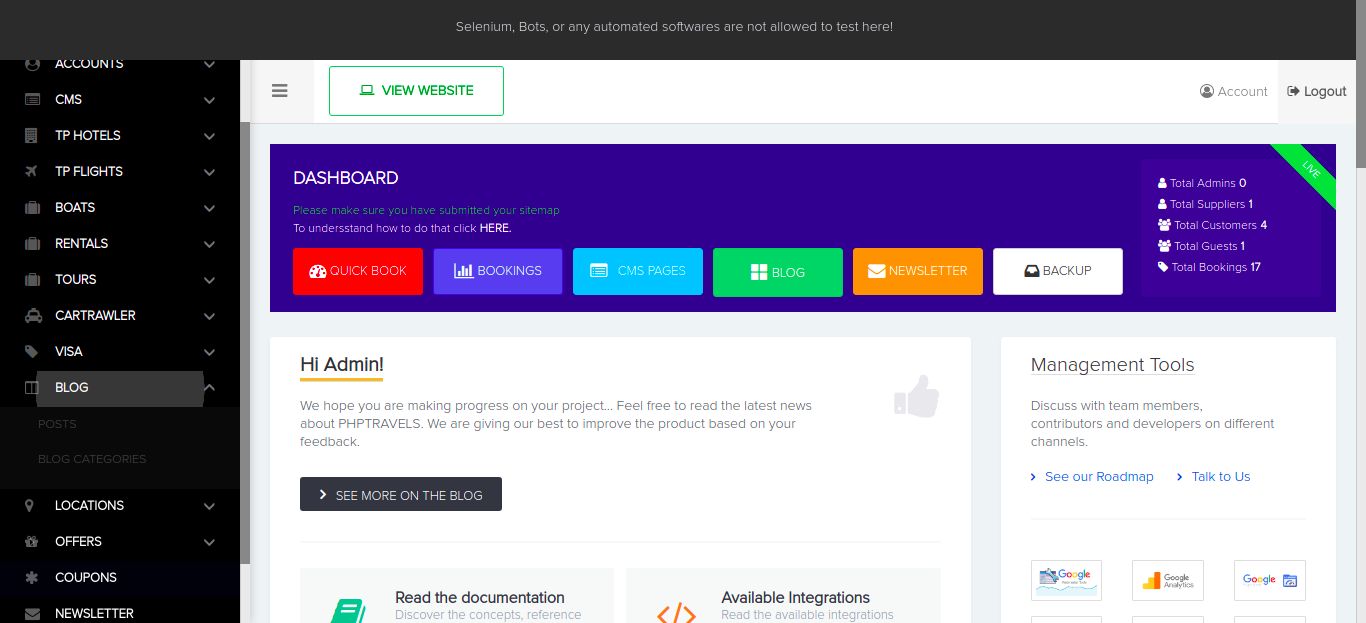 Selenium, Bots, or any automated softwares are not allowed to test here!
ACCOUNTS
CMS
TP HOTELS
TP FLIGHTS
BOATS
RENTALS
TOURS
CARTRAWLER
VISA
BLOG
POSTS
BLOG CATEGORIES
LOCATIONS
OFFERS
COUPONS
NEWSLETTER
VIEW WEBSITE
Account
Logout
DASHBOARD
Please make sure you have submitted your sitemap
To undersstand how to do that click HERE.
QUICK BOOK
BOOKINGS
CMS PAGES
BLOG
NEWSLETTER
BACKUP
LIVE
Total Admins 0
Total Suppliers 1
Total Customers 4
Total Guests 1
Total Bookings 17
Hi Admin!
We hope you are making progress on your project... Feel free to read the latest news
about PHPTRAVELS. We are giving our best to improve the product based on your
feedback.
SEE MORE ON THE BLOG
Read the documentation
Discover the concepts, reference
Available Integrations
Read the available integrations
Management Tools
Discuss with team members,
contributors and developers on different
channels.
See our Roadmap
Talk to Us
Google
Google
Analytics
Google